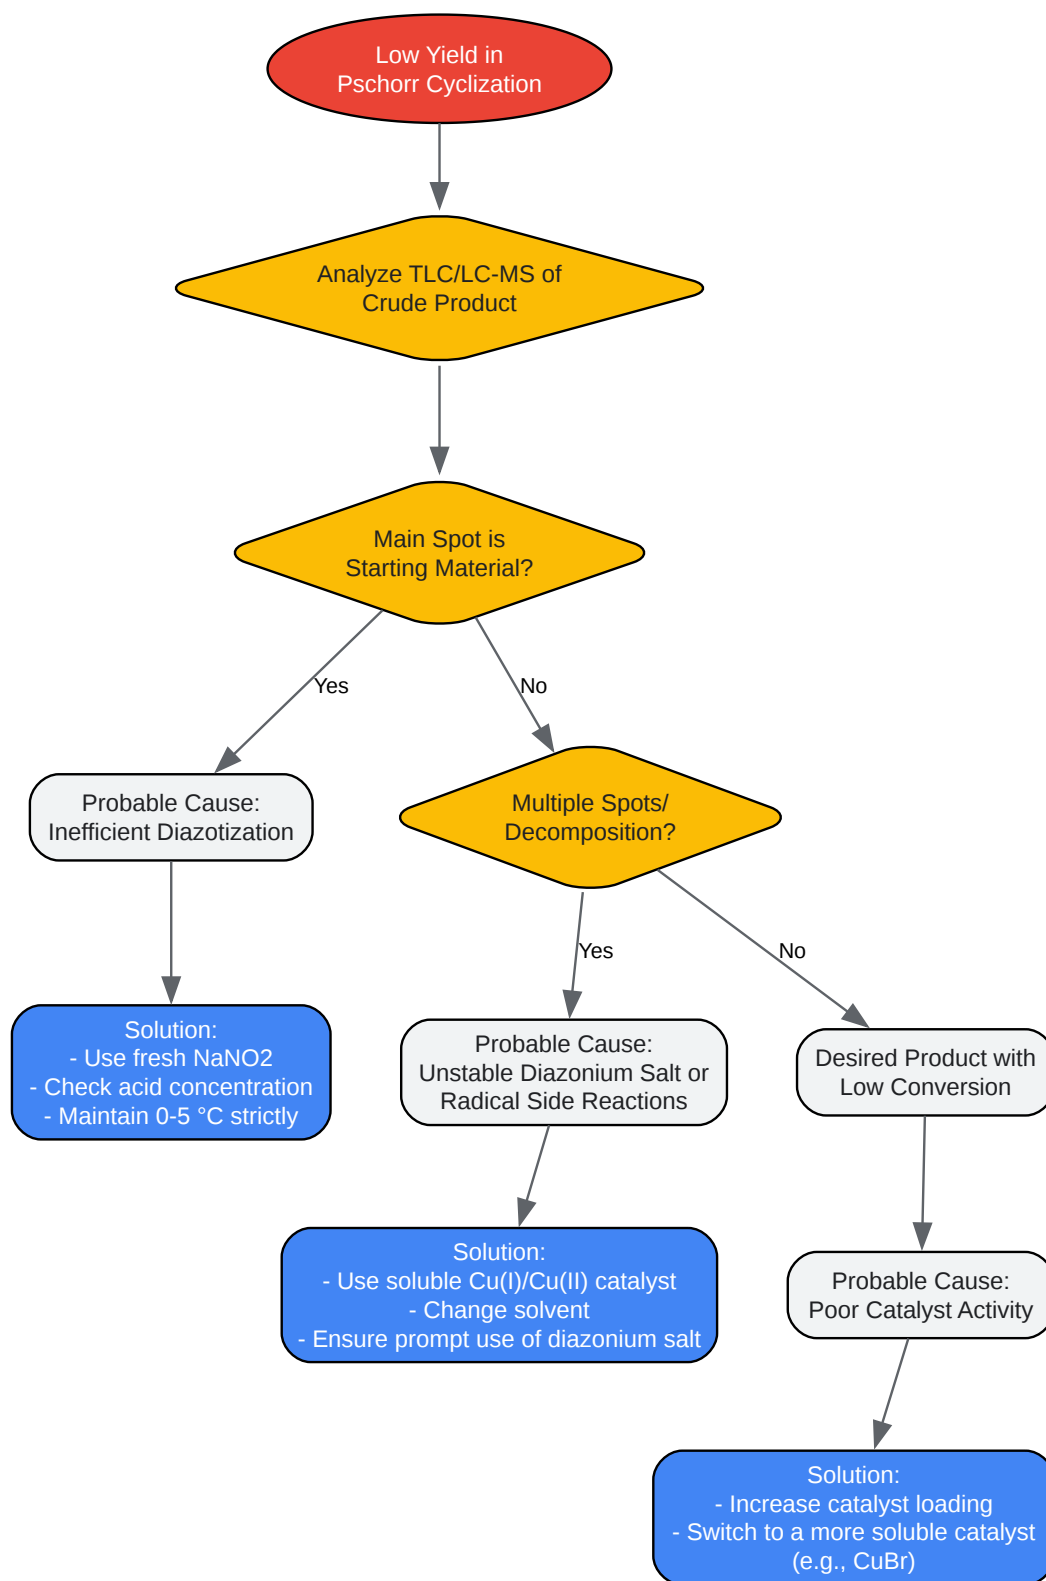 Low Yield in
Pschorr Cyclization
Analyze TLC/LC-MS of
Crude Product
Main Spot is
Starting Material?
Yes
No
Probable Cause:
Inefficient Diazotization
Multiple Spots/
Decomposition?
Yes
No
Solution:
- Use fresh NaNO2
- Check acid concentration
- Maintain 0-5 °C strictly
Probable Cause:
Unstable Diazonium Salt or
Radical Side Reactions
Desired Product with
Low Conversion
Solution:
- Use soluble Cu(I)/Cu(II) catalyst
- Change solvent
- Ensure prompt use of diazonium salt
Probable Cause:
Poor Catalyst Activity
Solution:
- Increase catalyst loading
- Switch to a more soluble catalyst
(e.g., CuBr)